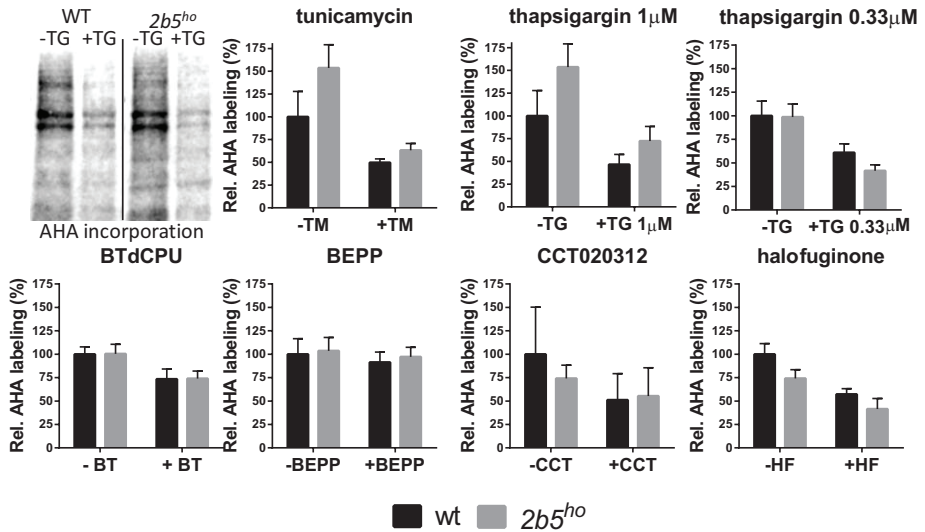 WT 2b5ho
-TG +TG -TG +TG
AHA incorporation
tunicamycin
Rel. AHA labeling (%)
175
150
125
100
75
50
25
0
-TM +TM
thapsigargin 1µM
Rel. AHA labeling (%)
175
150
125
100
75
50
25
0
-TG +TG 1µM
thapsigargin 0.33µM
Rel. AHA labeling (%)
175
150
125
100
75
50
25
0
-TG +TG 0.33µM
BTdCPU
Rel. AHA labeling (%)
175
150
125
100
75
50
25
0
- BT + BT
BEPP
Rel. AHA labeling (%)
175
150
125
100
75
50
25
0
-BEPP +BEPP
CCT020312
Rel. AHA labeling (%)
175
150
125
100
75
50
25
0
-CCT +CCT
halofuginone
Rel. AHA labeling (%)
175
150
125
100
75
50
25
0
-HF +HF
wt 2b5ho